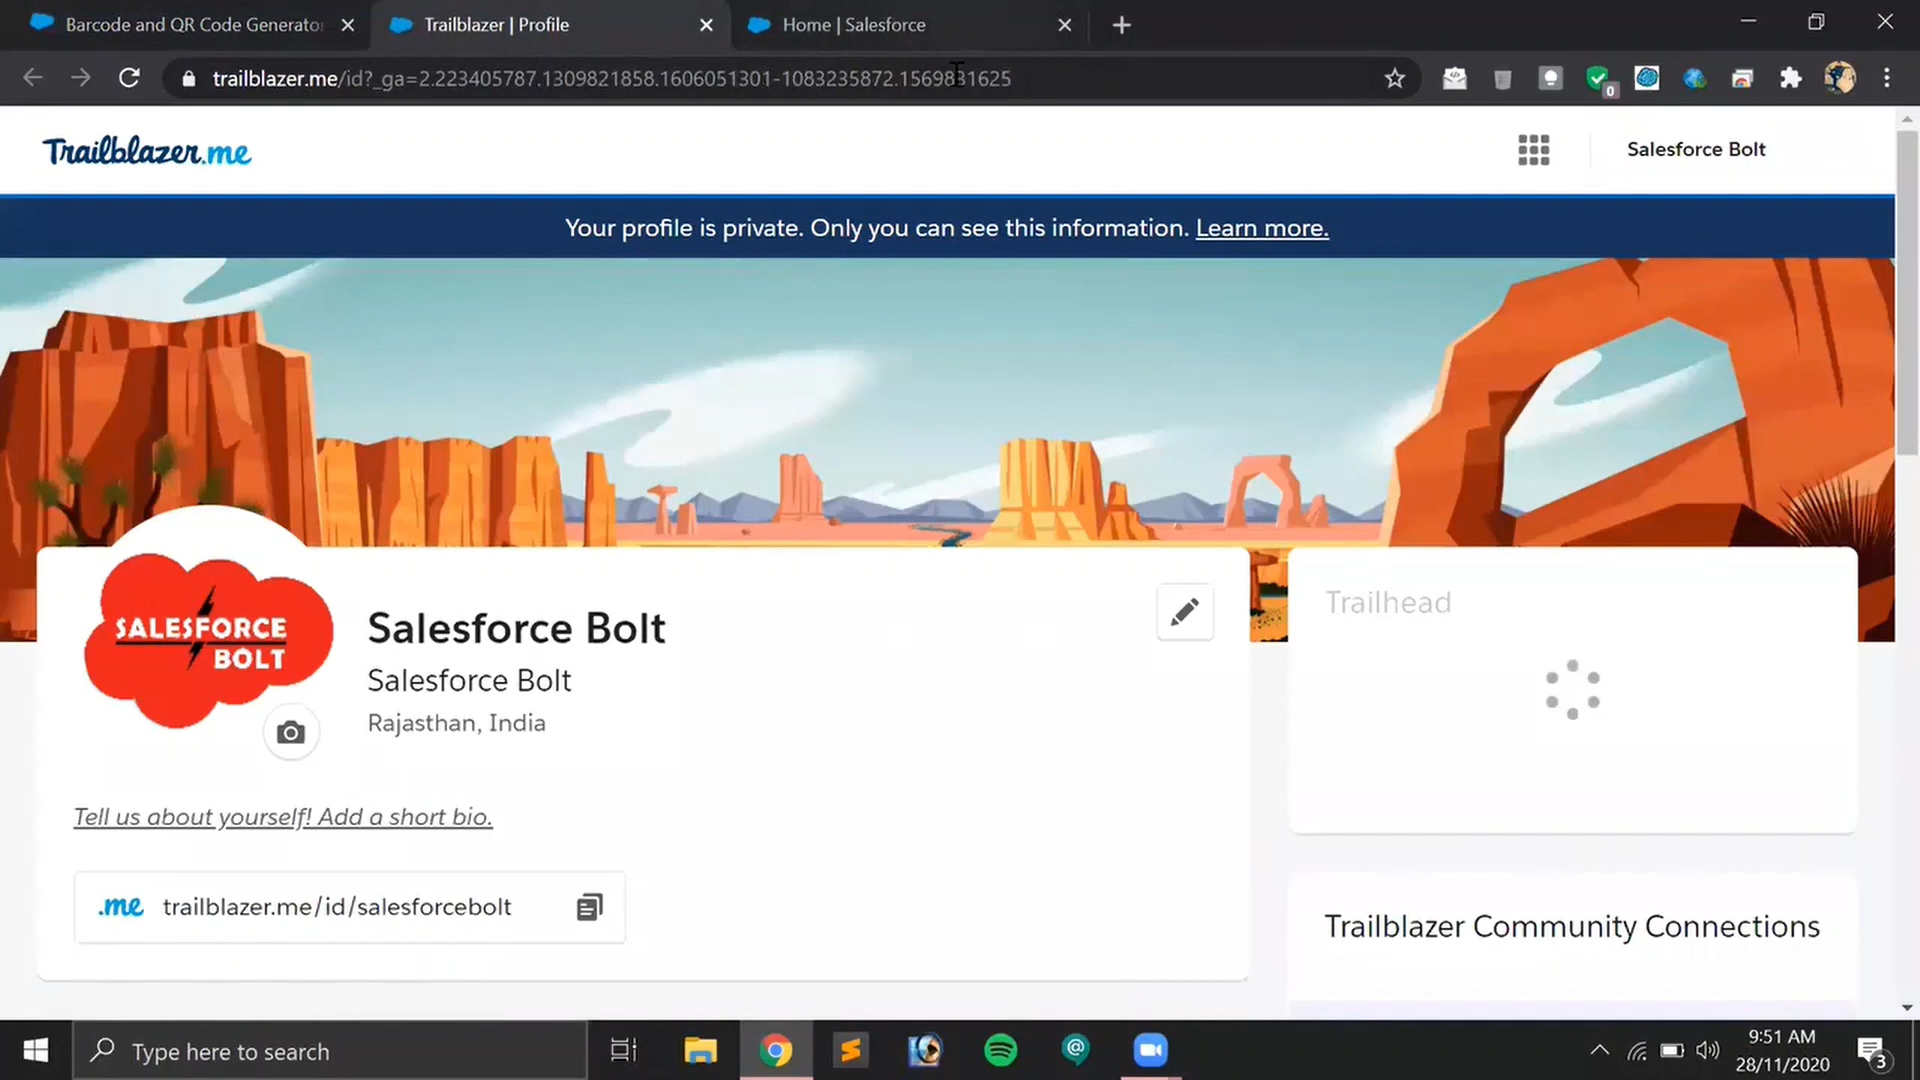 Barcode and QR Code Generato
Trailblazer | Profile
Home | Salesforce
trailblazer.me/id?_ga=2.223405787.1309821858.1606051301-1083235872.1569831625
0
Trailblazer.me
Salesforce Bolt
Your profile is private. Only you can see this information. Learn more.
SALESFORCE
BOLT
Salesforce Bolt
Salesforce Bolt
Rajasthan, India
Tell us about yourself! Add a short bio.
.me trailblazer.me/id/salesforcebolt
Trailhead
Trailblazer Community Connections
Type here to search
9:51 AM
28/11/2020
3